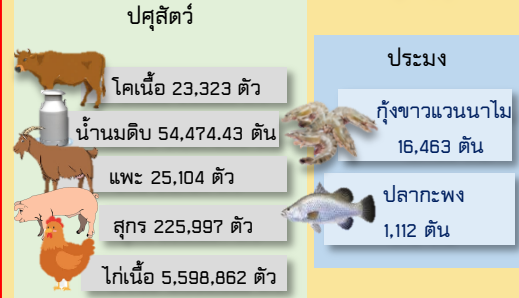 ปศุสัตว์
โคเนื้อ 23,323 ตัว
น้ำนมดิบ 54,474.43 ตัน
แพะ 25,104 ตัว
สุกร 225,997 ตัว
ไก่เนื้อ 5,598,862 ตัว
ประมง
กุ้งขาวแวนนาไม
16,463 ตัน
ปลากะพง
1,112 ตัน